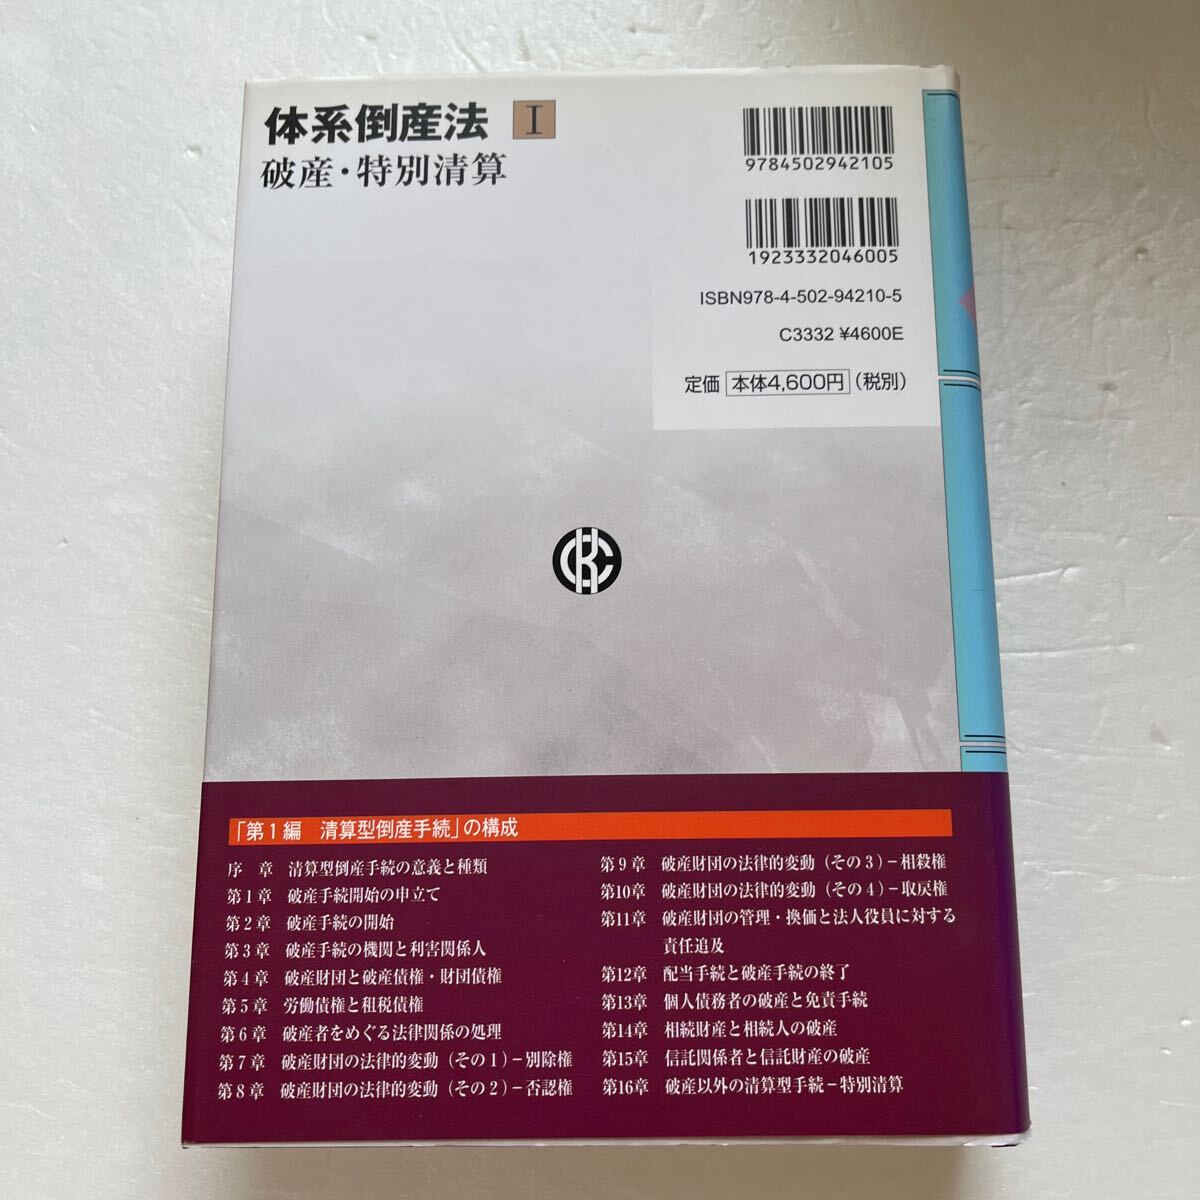 体系倒産法 I
破産・特別清算
9784502942105
1923332046005
ISBN978-4-502-94210-5
C3332 ¥4600E
定価 本体4,600円 (税別)
「第1編 清算型倒産手続」の構成
序 章 清算型倒産手続の意義と種類
第1章 破産手続開始の申立て
第2章 破産手続の開始
第3章 破産手続の機関と利害関係人
第4章 破産財団と破産債権・財団債権
第5章 労働債権と租税債権
第6章 破産者をめぐる法律関係の処理
第7章 破産財団の法律的変動(その1)-別除権
第8章 破産財団の法律的変動(その2)-否認権
第9章 破産財団の法律的変動(その3)-相殺権
第10章 破産財団の法律的変動(その4)-取戻権
第11章 破産財団の管理・換価と法人役員に対する
責任追及
第12章 配当手続と破産手続の終了
第13章 個人債務者の破産と免責手続
第14章 相続財産と相続人の破産
第15章 信託関係者と信託財産の破産
第16章 破産以外の清算型手続-特別清算